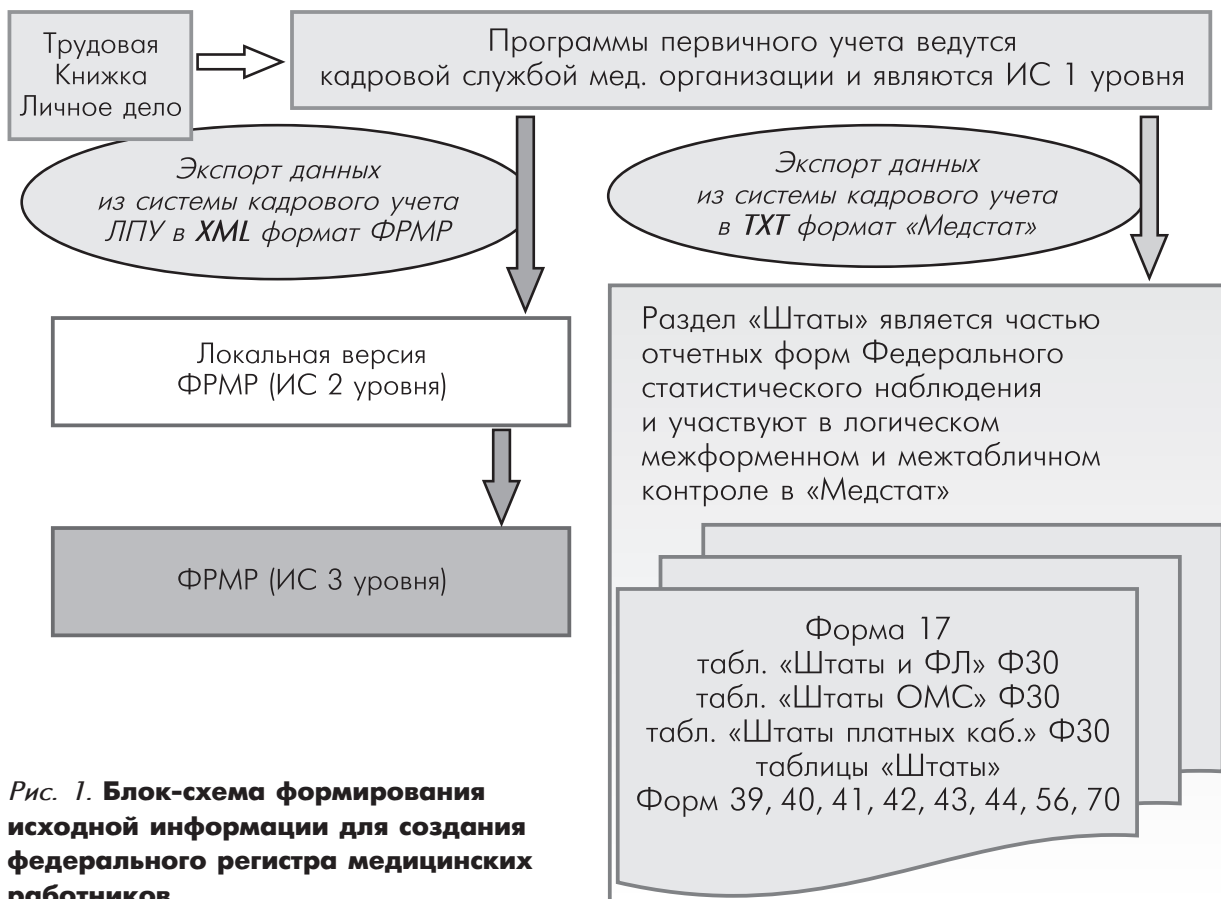 Трудовая
Книжка
Личное дело
Программы первичного учета ведутся
кадровой службой мед. организации и являются ИС 1 уровня
Экспорт данных
из системы кадрового учета
ЛПУ в XML формат ФРМР
Экспорт данных
из системы кадрового учета
в TXT формат «Медстат»
Локальная версия
ФРМР (ИС 2 уровня)
ФРМР (ИС 3 уровня)
Раздел «Штаты» является частью
отчетных форм Федерального
статистического наблюдения
и участвуют в логическом
межформенном и межтабличном
контроле в «Медстат»
Форма 17
табл. «Штаты и ФЛ» Ф30
табл. «Штаты ОМС» Ф30
табл. «Штаты платных каб.» Ф30
таблицы «Штаты»
Форм 39, 40, 41, 42, 43, 44, 56, 70
Рис. 1. Блок-схема формирования
исходной информации для создания
федерального регистра медицинских
работников